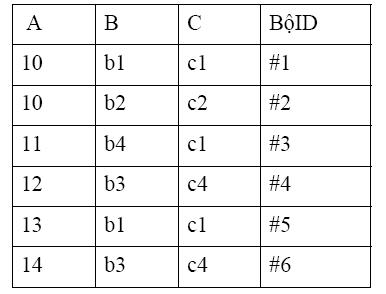 A B C BộID
10 b1 c1 #1
10 b2 c2 #2
11 b4 c1 #3
12 b3 c4 #4
13 b1 c1 #5
14 b3 c4 #6